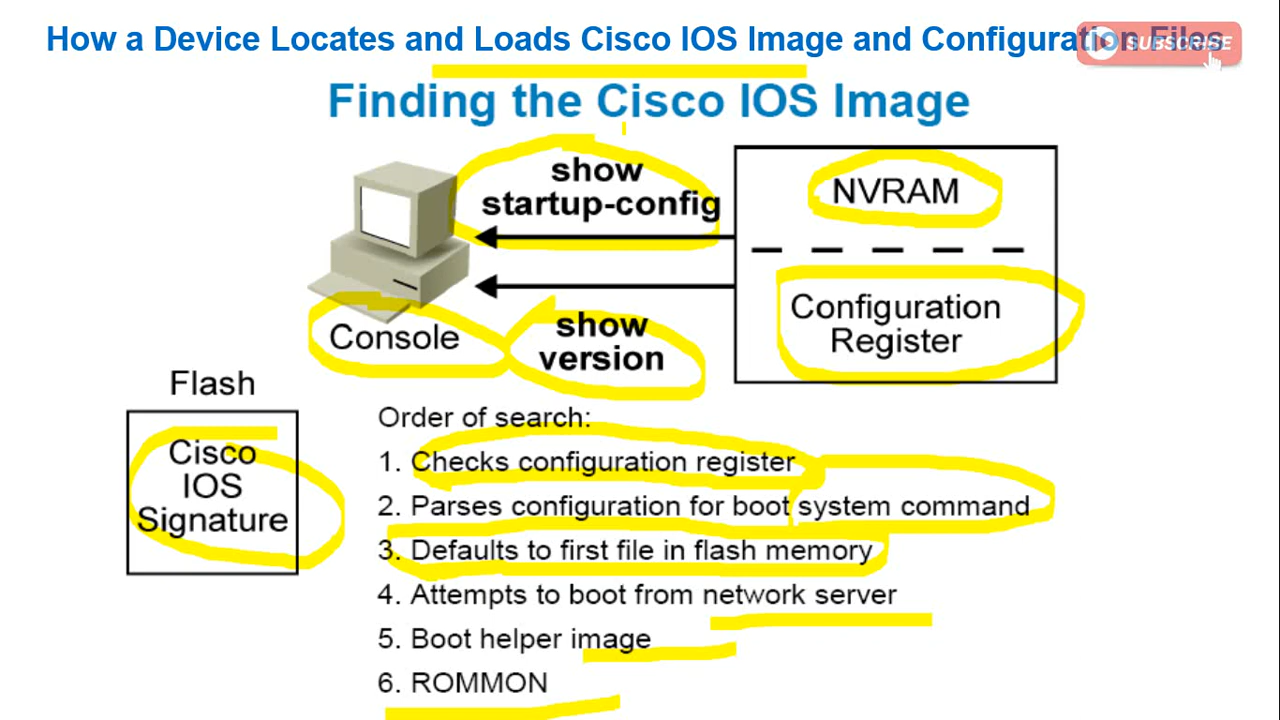 How a Device Locates and Loads Cisco IOS Image and Configuration Files
SUBSCRIBE
Finding the Cisco IOS Image
show
startup-config
NVRAM
Configuration
Register
Console
show
version
Flash
Cisco
IOS
Signature
Order of search:
1. Checks configuration register
2. Parses configuration for boot system command
3. Defaults to first file in flash memory
4. Attempts to boot from network server
5. Boot helper image
6. ROMMON